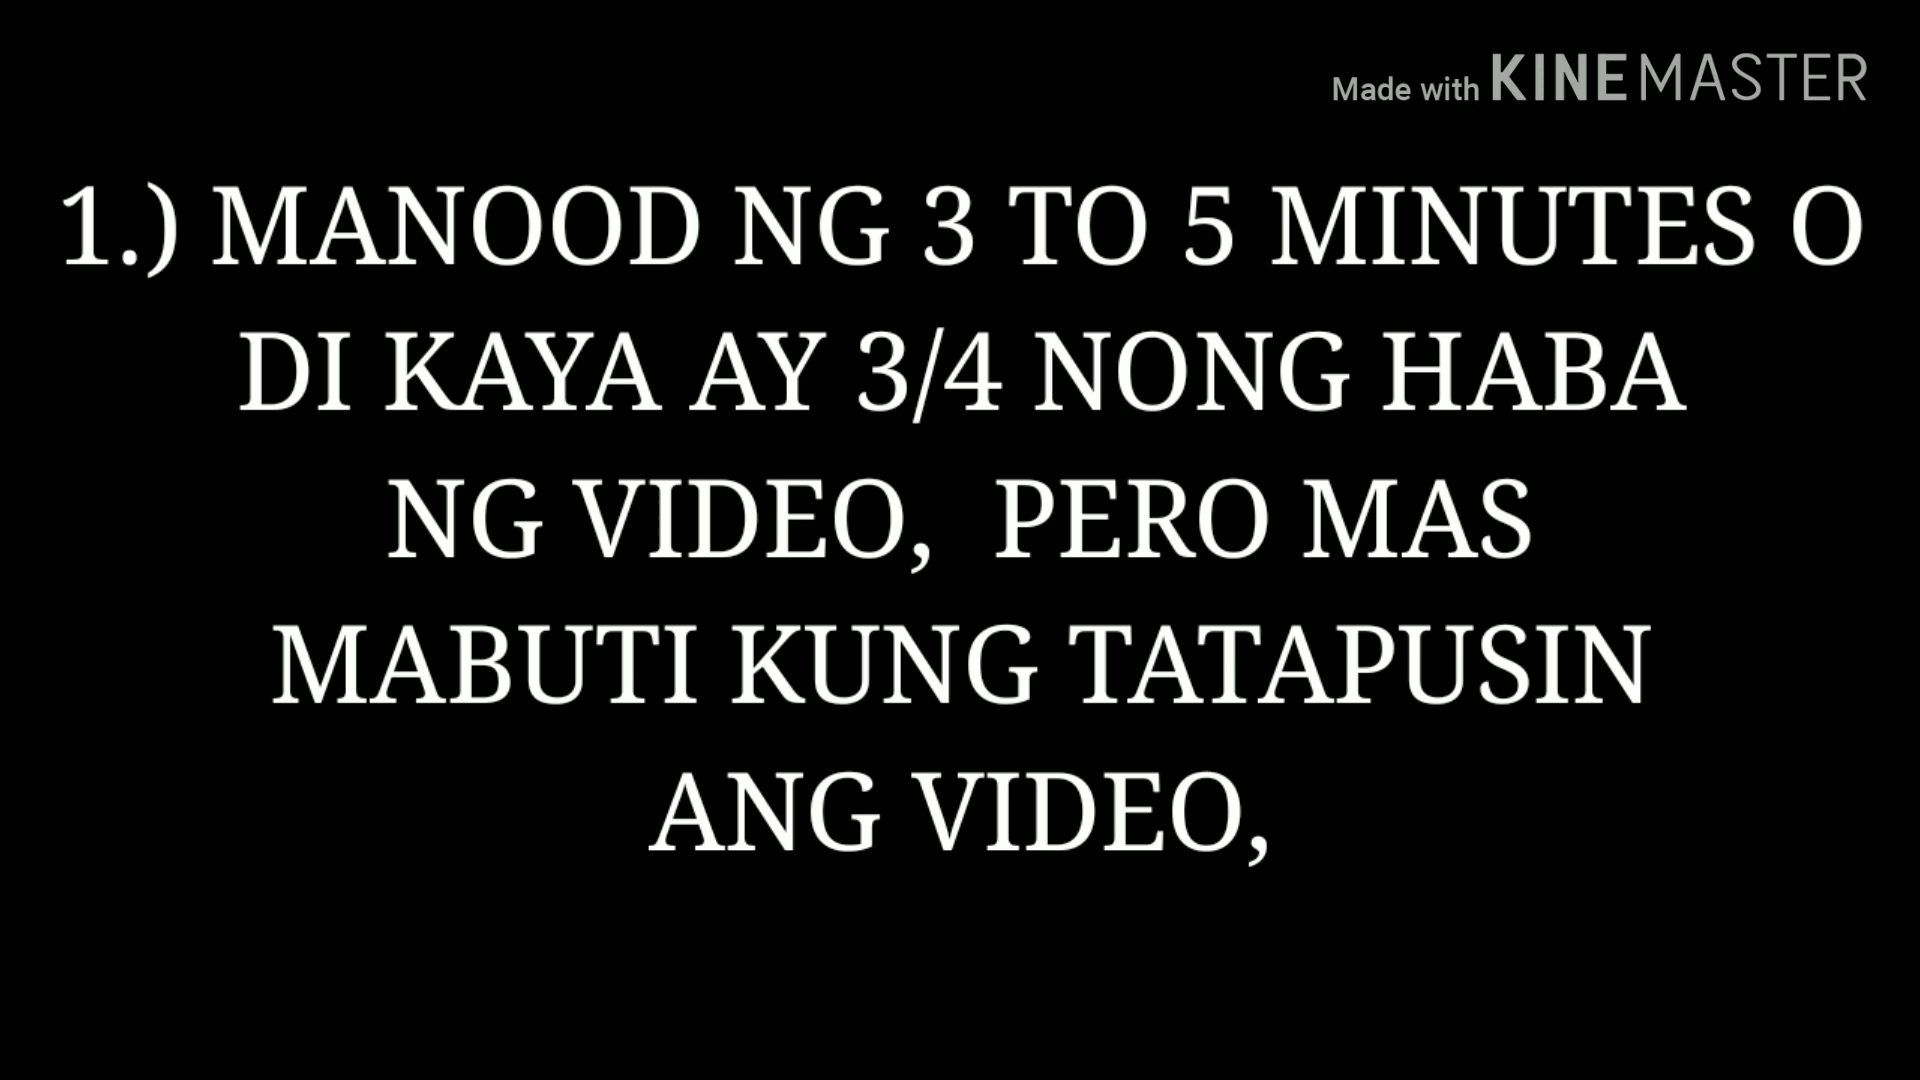 Made with KINEMASTER
1.) MANOOD NG 3 TO 5 MINUTES O
DI KAYA AY 3/4 NONG HABA
NG VIDEO, PERO MAS
MABUTI KUNG TATAPUSIN
ANG VIDEO,